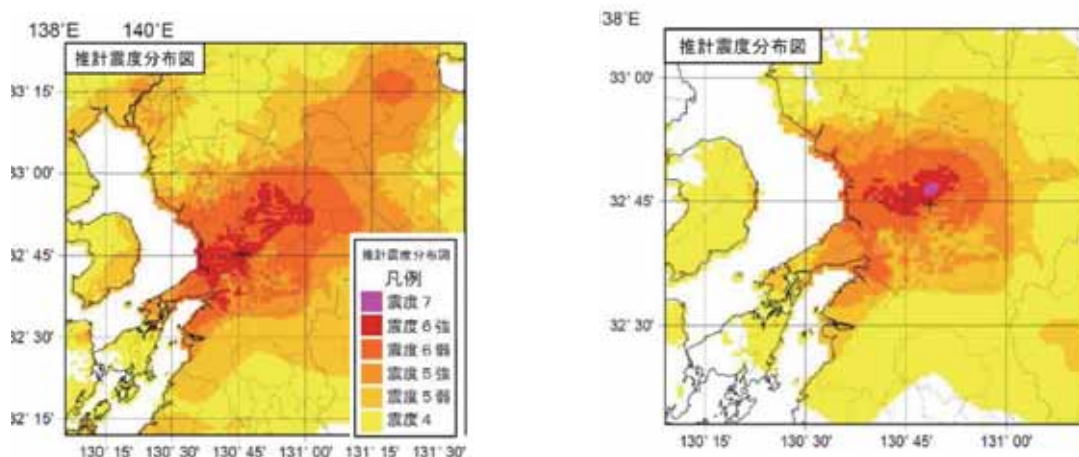 138°E 140°E
推計震度分布図
33° 15'
33° 00'
32° 45'
32° 30'
32° 15'
130° 15' 130° 30' 130° 45' 131° 00' 131° 15' 131° 30'
推計震度分布図
凡例
震度7
震度6強
震度6弱
震度5強
震度5弱
震度4
38°E
推計震度分布図
33° 00'
32° 45'
32° 30'
130° 15' 130° 30' 130° 45' 131° 00'